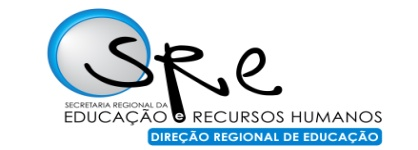 SRe
SECRETARIA REGIONAL DA
EDUCAÇÃO e RECURSOS HUMANOS
DIREÇÃO REGIONAL DE EDUCAÇÃO